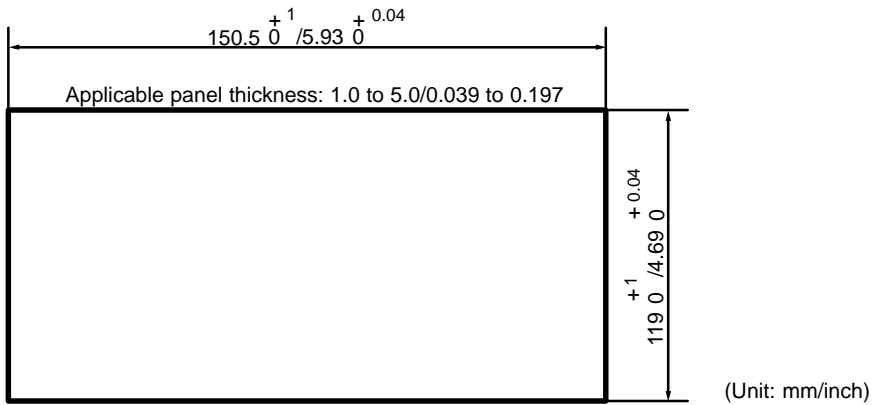 150.5 +1 0 /5.93 +0.04 0
Applicable panel thickness: 1.0 to 5.0/0.039 to 0.197
119 +1 0 /4.69 +0.04 0
(Unit: mm/inch)